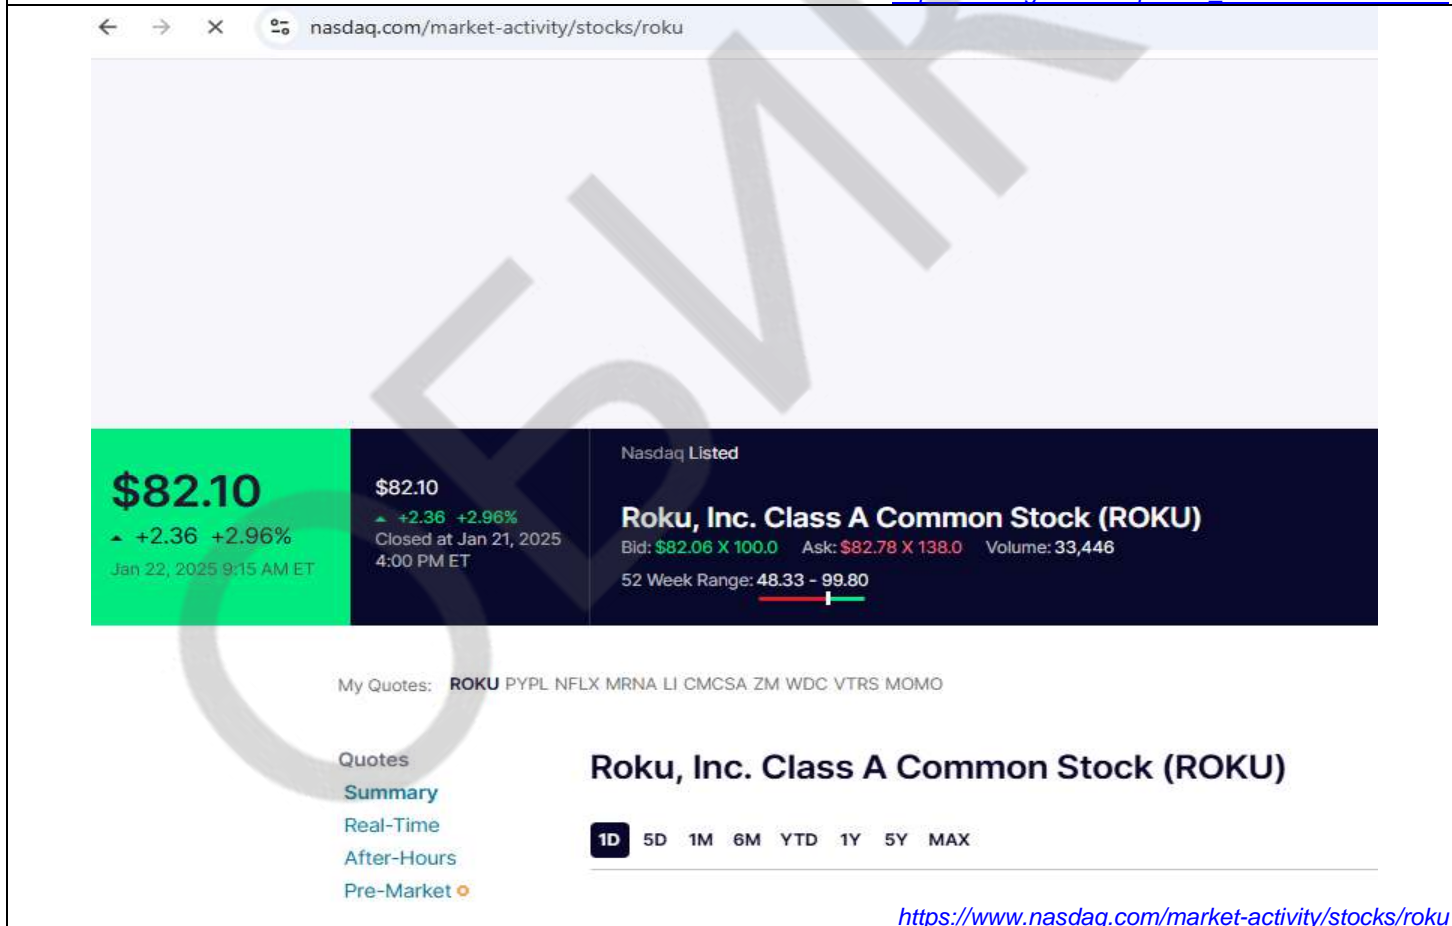 nasdaq.com/market-activity/stocks/roku
$82.10
+2.36 +2.96%
Jan 22, 2025 9:15 AM ET
$82.10
+2.36 +2.96%
Closed at Jan 21, 2025
4:00 PM ET
Nasdaq Listed
Roku, Inc. Class A Common Stock (ROKU)
Bid: $82.06 X 100.0 Ask: $82.78 X 138.0 Volume: 33,446
52 Week Range: 48.33 - 99.80
My Quotes: ROKU PYPL NFLX MRNA LI CMCSA ZM WDC VTRS MOMO
Quotes
Summary
Real-Time
After-Hours
Pre-Market
Roku, Inc. Class A Common Stock (ROKU)
1D 5D 1M 6M YTD 1Y 5Y MAX
https://www.nasdaq.com/market-activity/stocks/roku
ОБИК